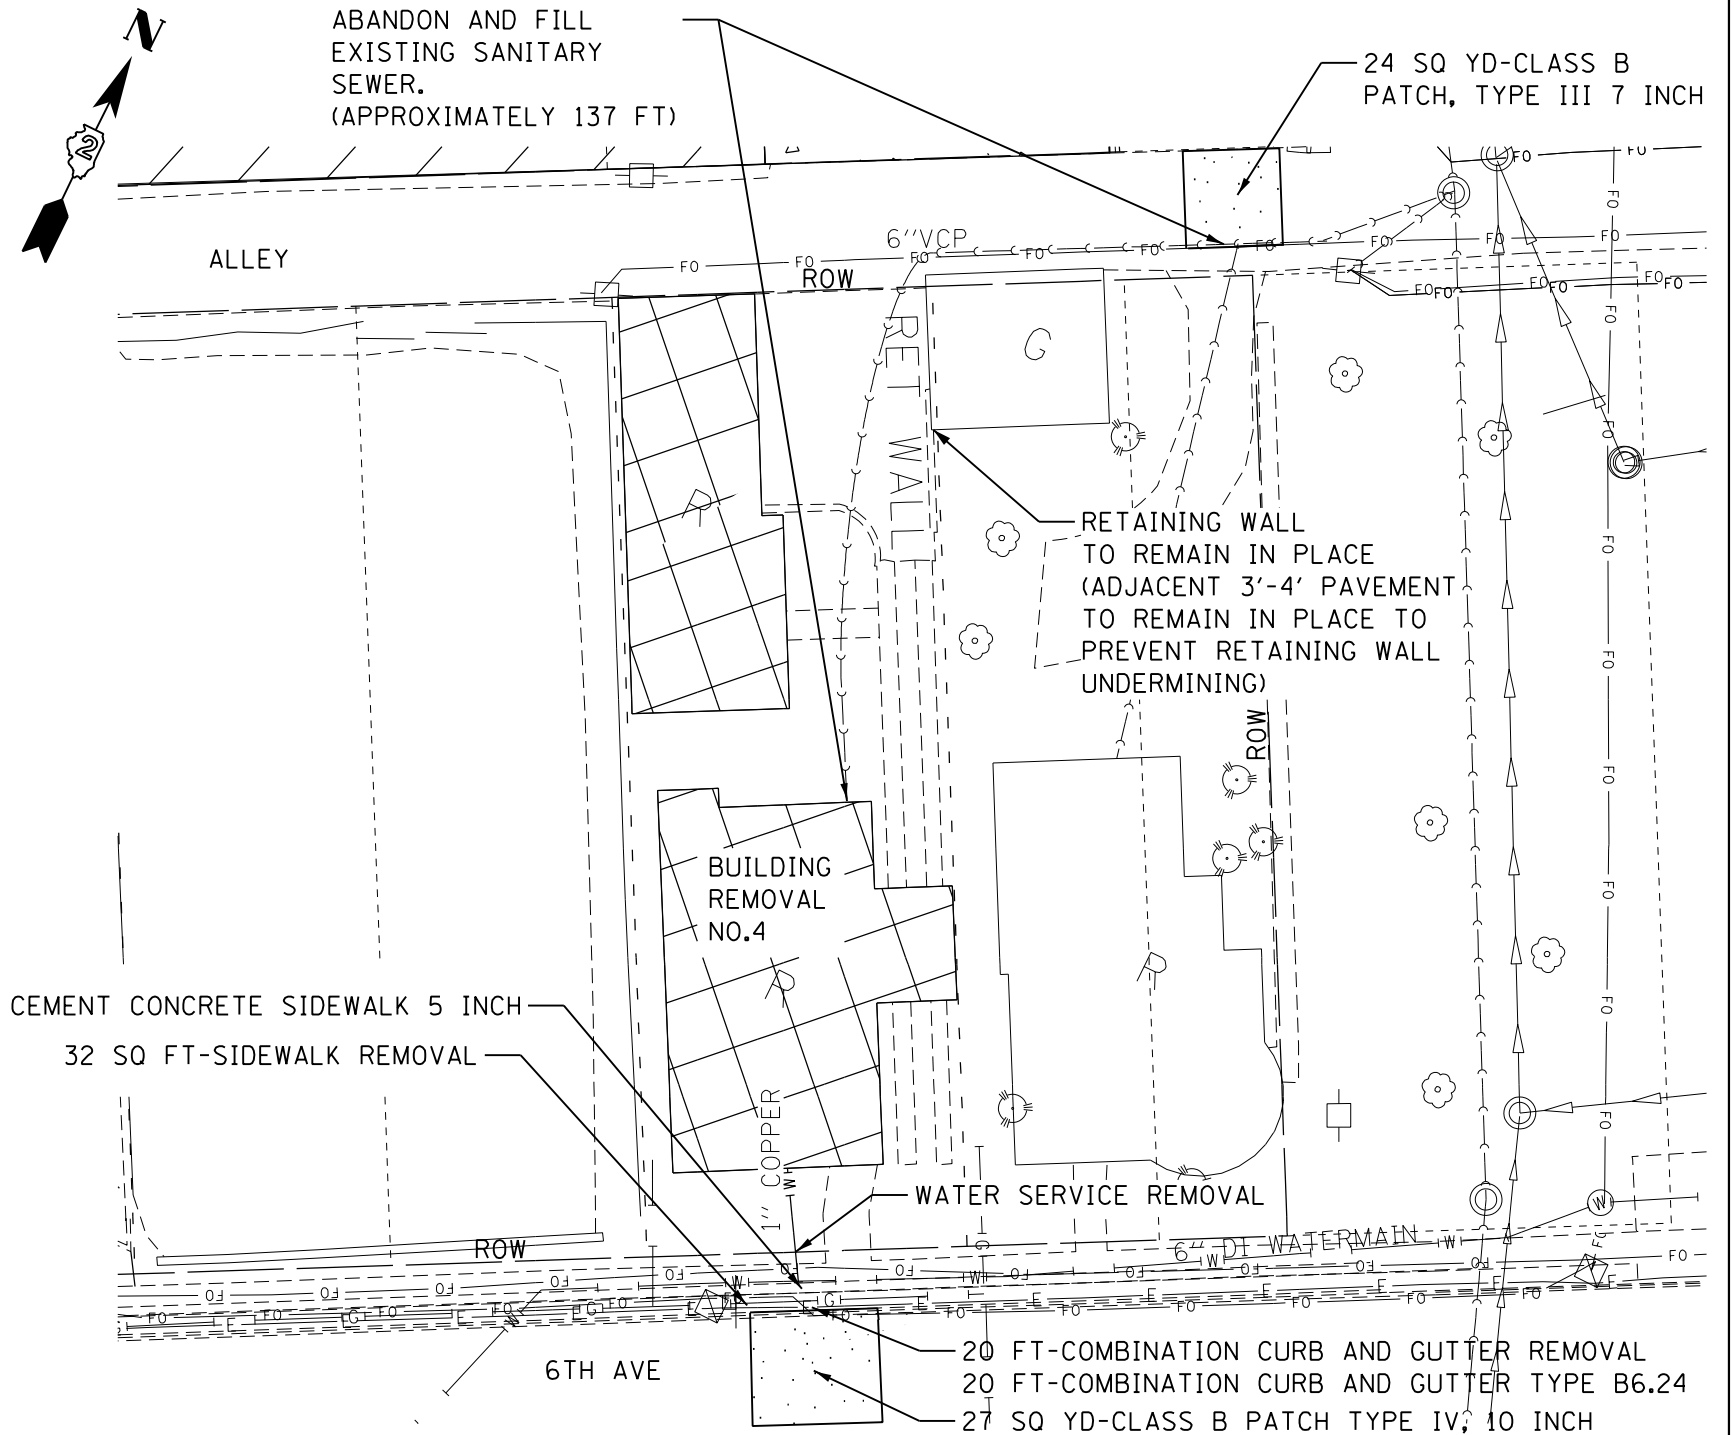 N
2
ABANDON AND FILL
EXISTING SANITARY
SEWER.
(APPROXIMATELY 137 FT)
24 SQ YD-CLASS B
PATCH, TYPE III 7 INCH
ALLEY
6''VCP
ROW
RET WALL
G
R
RETAINING WALL
TO REMAIN IN PLACE
(ADJACENT 3'-4' PAVEMENT
TO REMAIN IN PLACE TO
PREVENT RETAINING WALL
UNDERMINING)
ROW
BUILDING
REMOVAL
NO.4
R
R
CEMENT CONCRETE SIDEWALK 5 INCH
32 SQ FT-SIDEWALK REMOVAL
1'' COPPER
WATER SERVICE REMOVAL
ROW
6'' DI WATERMAIN
6TH AVE
20 FT-COMBINATION CURB AND GUTTER REMOVAL
20 FT-COMBINATION CURB AND GUTTER TYPE B6.24
27 SQ YD-CLASS B PATCH TYPE IV, 10 INCH